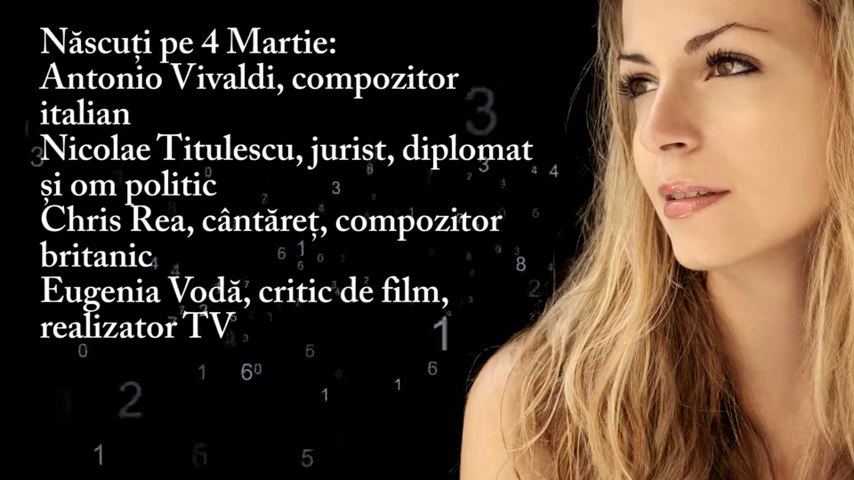 Născuți pe 4 Martie:
Antonio Vivaldi, compozitor
italian
Nicolae Titulescu, jurist, diplomat
și om politic
Chris Rea, cântăreț, compozitor
britanic
Eugenia Vodă, critic de film,
realizator TV